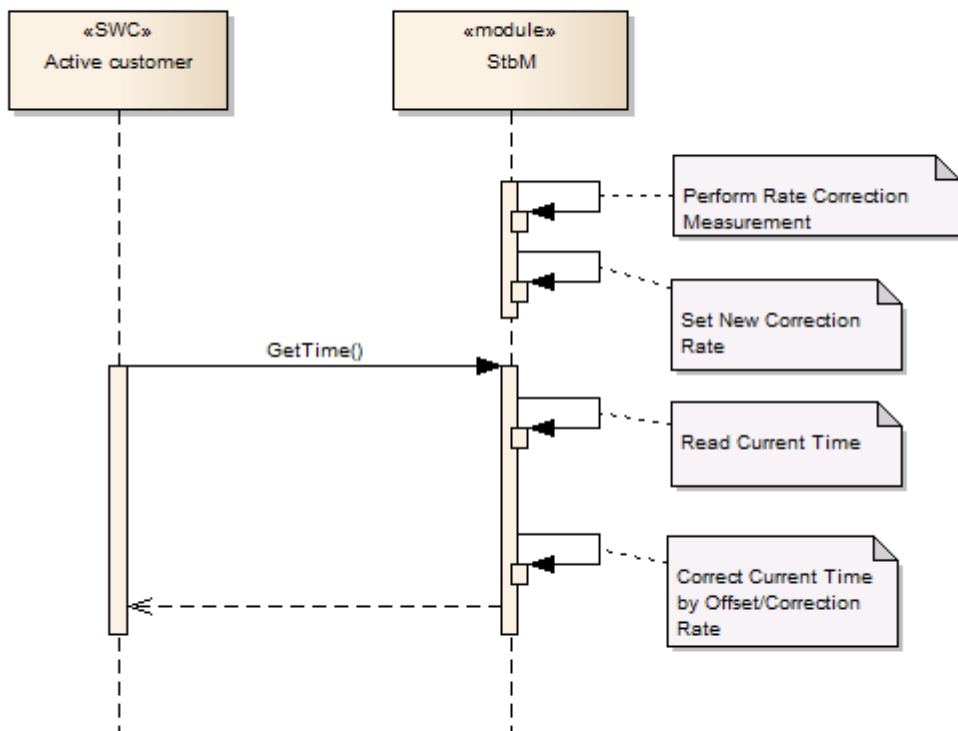 «SWC»
Active customer
«module»
StbM
Perform Rate Correction
Measurement
Set New Correction
Rate
GetTime()
Read Current Time
Correct Current Time
by Offset/Correction
Rate